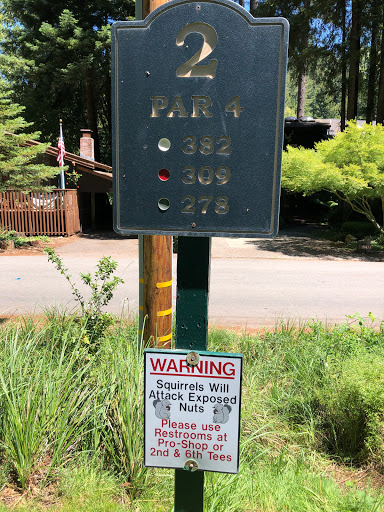 2
PAR 4
382
309
278
WARNING
Squirrels Will
Attack Exposed
Nuts
Please use
Restrooms at
Pro-Shop or
2nd & 6th Tees